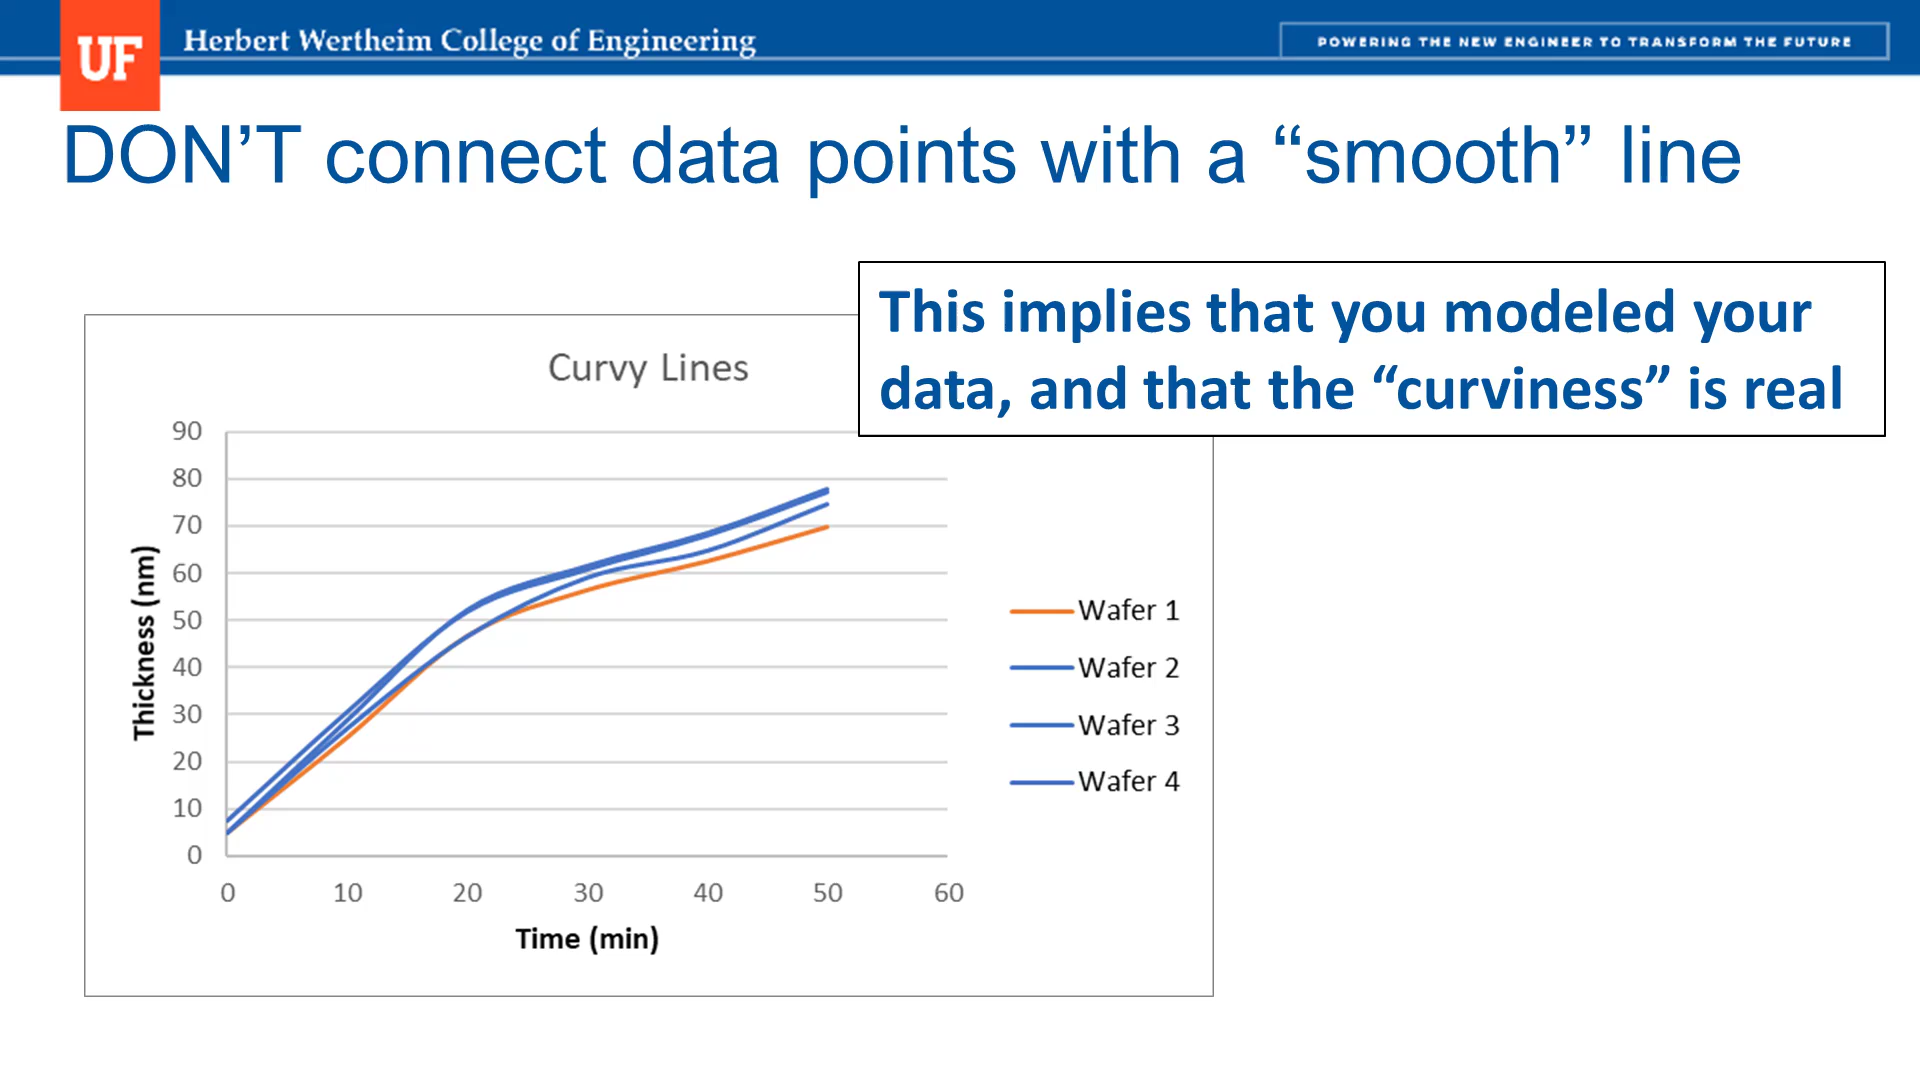 UF
Herbert Wertheim College of Engineering
POWERING THE NEW ENGINEER TO TRANSFORM THE FUTURE
DON’T connect data points with a “smooth” line
This implies that you modeled your
data, and that the “curviness” is real
Curvy Lines
90
80
70
60
50
40
30
20
10
0
Thickness (nm)
0 10 20 30 40 50 60
Time (min)
Wafer 1
Wafer 2
Wafer 3
Wafer 4